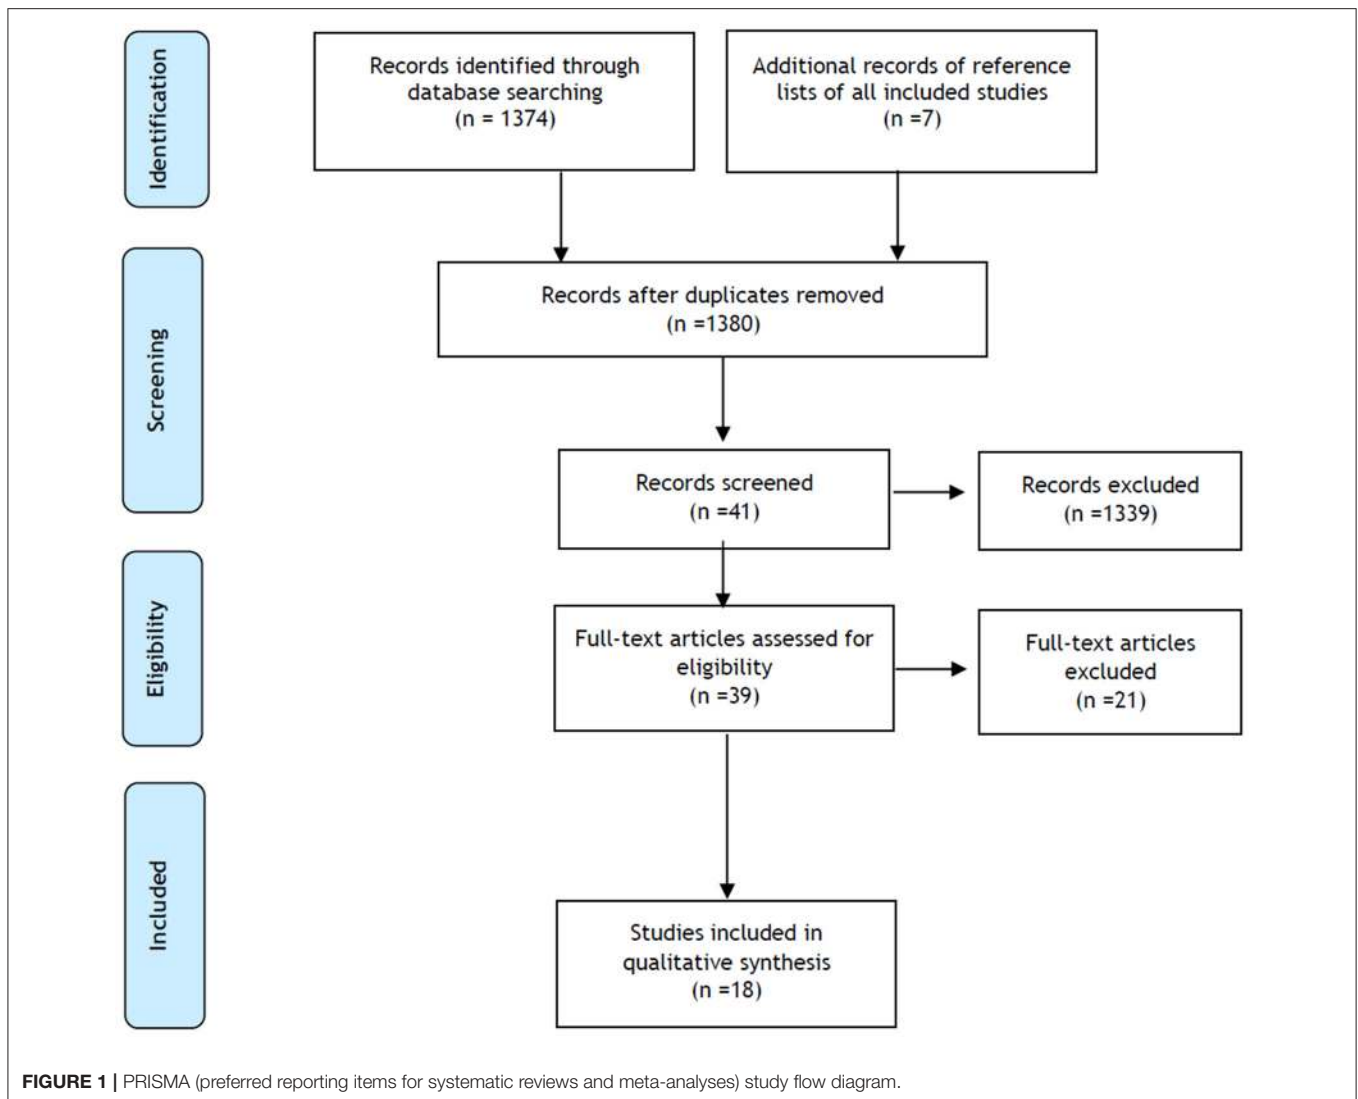 Identification
Records identified through
database searching
(n = 1374)
Additional records of reference
lists of all included studies
(n =7)
Screening
Records after duplicates removed
(n =1380)
Records screened
(n =41)
Records excluded
(n =1339)
Eligibility
Full-text articles assessed for
eligibility
(n =39)
Full-text articles
excluded
(n =21)
Included
Studies included in
qualitative synthesis
(n =18)
FIGURE 1 | PRISMA (preferred reporting items for systematic reviews and meta-analyses) study flow diagram.